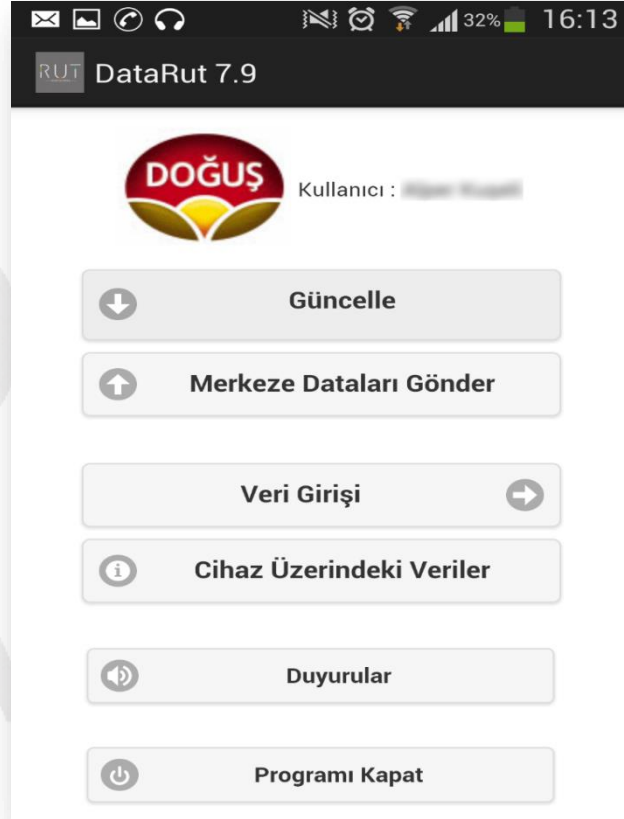 32% 16:13
RUT DataRut 7.9
DOĞUŞ
Kullanıcı :
Güncelle
Merkeze Dataları Gönder
Veri Girişi
Cihaz Üzerindeki Veriler
Duyurular
Programı Kapat